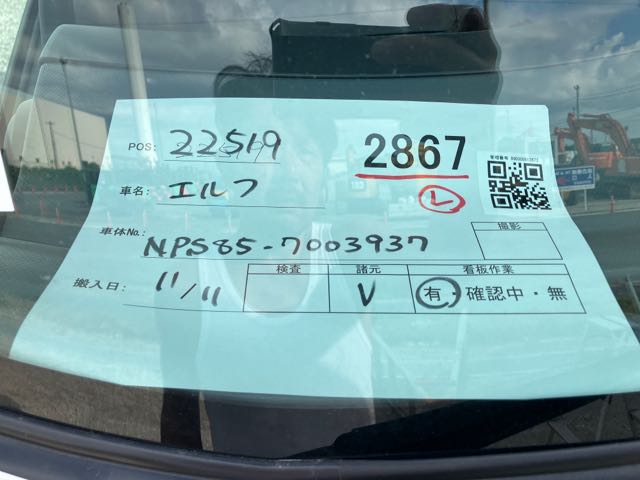 POS: 22519
2867
レ
車名: エルフ
車体No.: NPS85-7003937
撮影
搬入日: 11/11
検査 諸元 看板作業
V 有・確認中・無